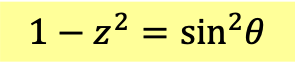 1 − z² = sin²θ